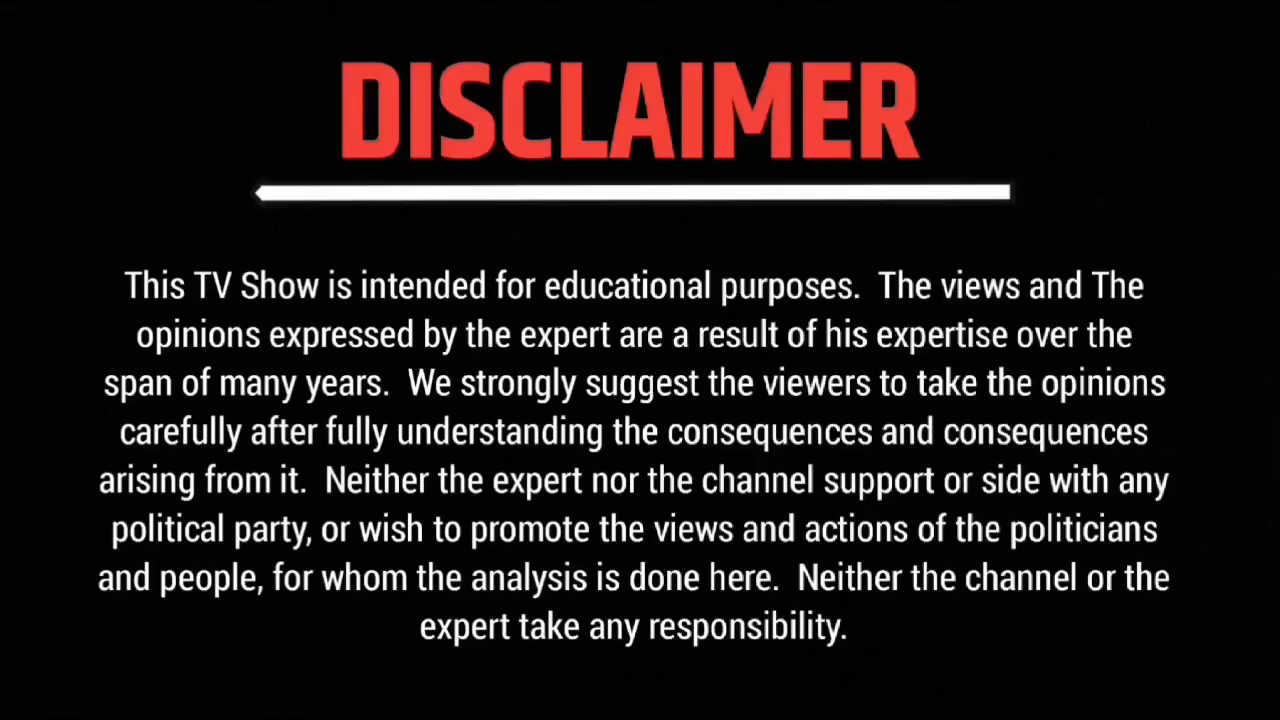 DISCLAIMER
This TV Show is intended for educational purposes.  The views and The
opinions expressed by the expert are a result of his expertise over the
span of many years.  We strongly suggest the viewers to take the opinions
carefully after fully understanding the consequences and consequences
arising from it.  Neither the expert nor the channel support or side with any
political party, or wish to promote the views and actions of the politicians
and people, for whom the analysis is done here.  Neither the channel or the
expert take any responsibility.